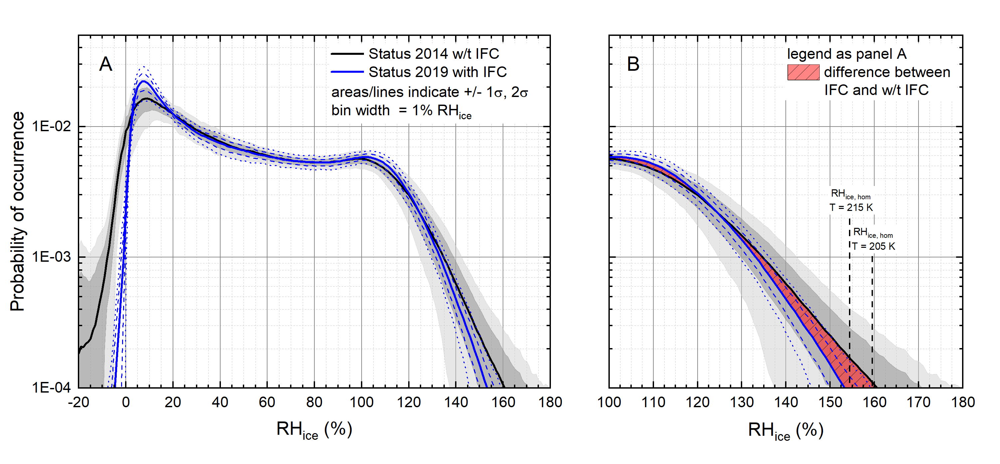 A
Status 2014 w/t IFC
Status 2019 with IFC
areas/lines indicate +/- 1σ, 2σ
bin width = 1% RHice
Probability of occurrence
1E-02
1E-03
1E-04
-20 0 20 40 60 80 100 120 140 160 180
RHice (%)
B
legend as panel A
difference between
IFC and w/t IFC
RHice, hom
T = 215 K
RHice, hom
T = 205 K
100 110 120 130 140 150 160 170 180
RHice (%)